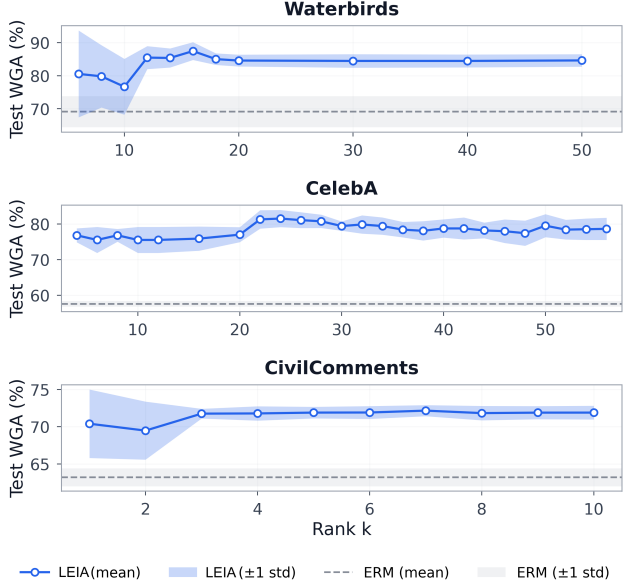 Waterbirds
Test WGA (%)
90
80
70
10
20
30
40
50
CelebA
Test WGA (%)
80
70
60
10
20
30
40
50
CivilComments
Test WGA (%)
75
70
65
2
4
6
8
10
Rank k
LEIA(mean)
LEIA(±1 std)
ERM (mean)
ERM (±1 std)